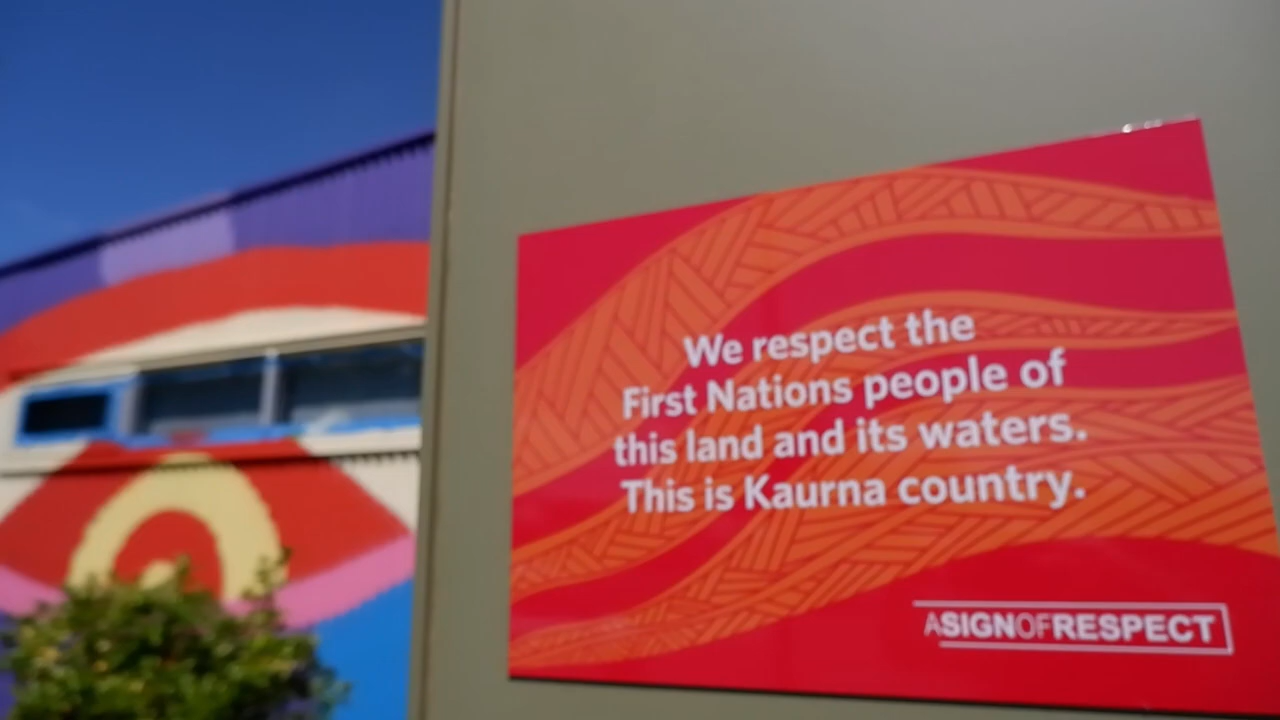 We respect the
First Nations people of
this land and its waters.
This is Kaurna country.
ASIGNOFRESPECT